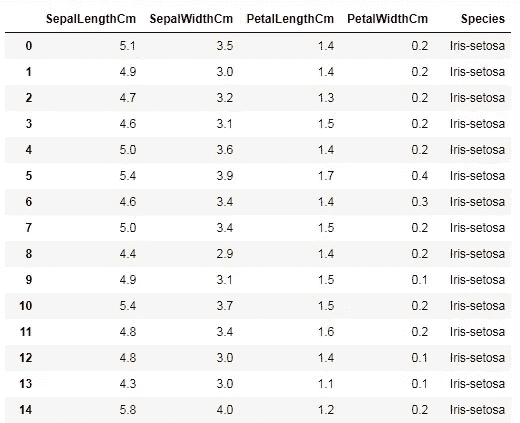 SepalLengthCm SepalWidthCm PetalLengthCm PetalWidthCm Species
0 5.1 3.5 1.4 0.2 Iris-setosa
1 4.9 3.0 1.4 0.2 Iris-setosa
2 4.7 3.2 1.3 0.2 Iris-setosa
3 4.6 3.1 1.5 0.2 Iris-setosa
4 5.0 3.6 1.4 0.2 Iris-setosa
5 5.4 3.9 1.7 0.4 Iris-setosa
6 4.6 3.4 1.4 0.3 Iris-setosa
7 5.0 3.4 1.5 0.2 Iris-setosa
8 4.4 2.9 1.4 0.2 Iris-setosa
9 4.9 3.1 1.5 0.1 Iris-setosa
10 5.4 3.7 1.5 0.2 Iris-setosa
11 4.8 3.4 1.6 0.2 Iris-setosa
12 4.8 3.0 1.4 0.1 Iris-setosa
13 4.3 3.0 1.1 0.1 Iris-setosa
14 5.8 4.0 1.2 0.2 Iris-setosa